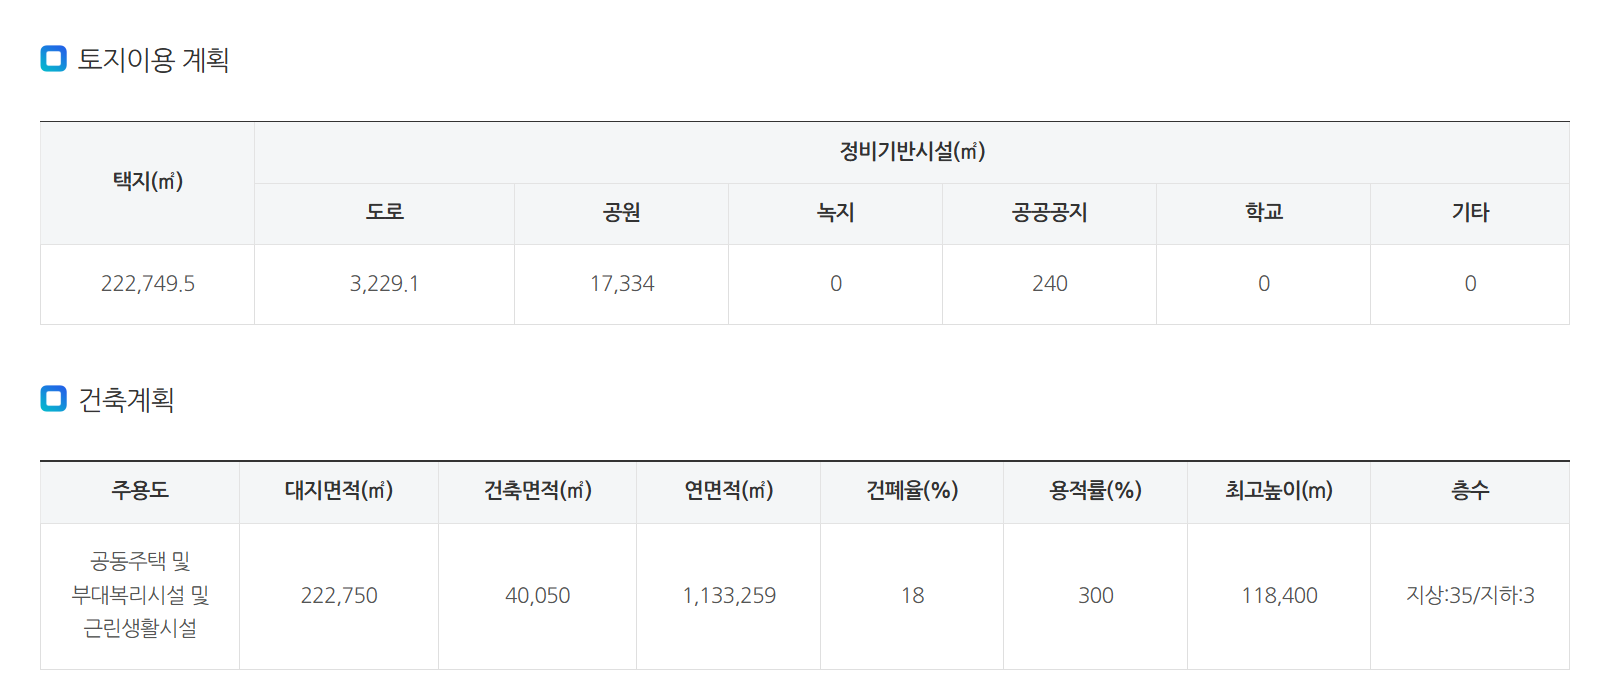 토지이용 계획
택지(㎡)
정비기반시설(㎡)
도로 공원 녹지 공공공지 학교 기타
222,749.5 3,229.1 17,334 0 240 0 0
건축계획
주용도 대지면적(㎡) 건축면적(㎡) 연면적(㎡) 건폐율(%) 용적률(%) 최고높이(m) 층수
공동주택 및
부대복리시설 및
근린생활시설
222,750 40,050 1,133,259 18 300 118,400 지상:35/지하:3